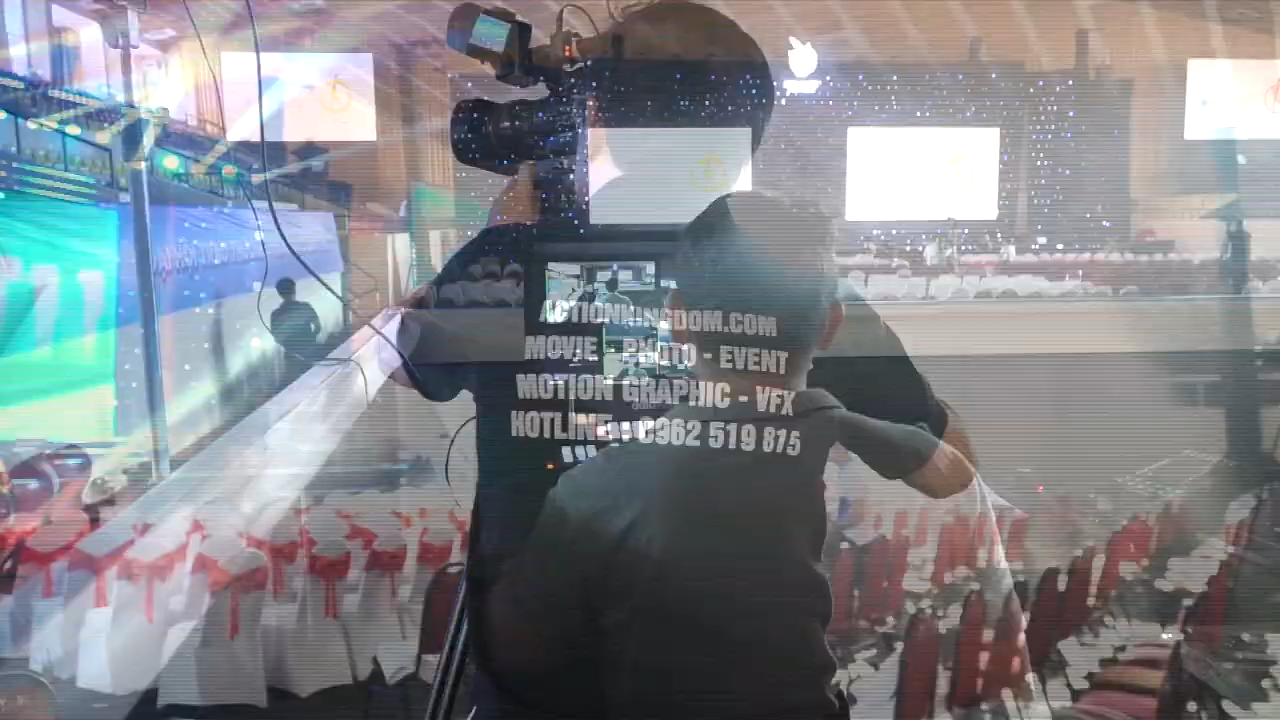 ACTIONKINGDOM.COM
MOVIE - PHOTO - EVENT
MOTION GRAPHIC - VFX
HOTLINE : 0962 519 815